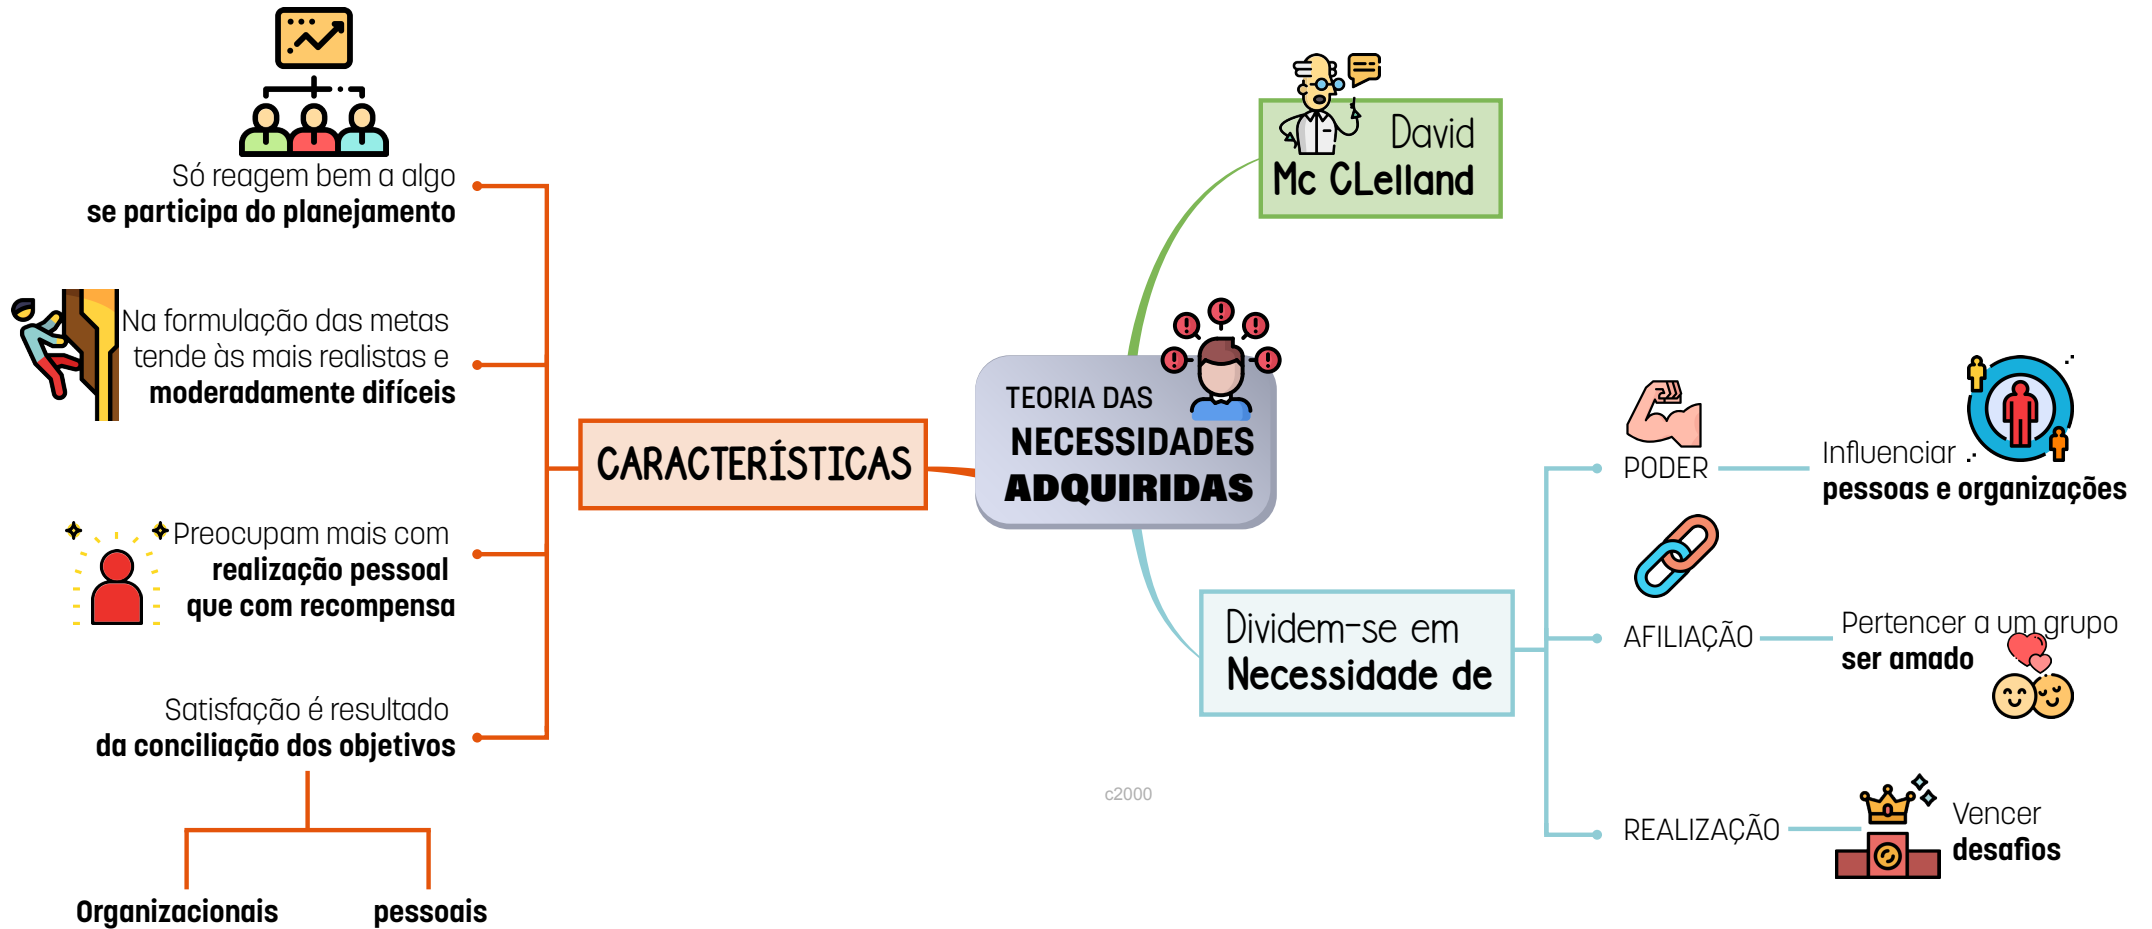 TEORIA DAS
NECESSIDADES
ADQUIRIDAS
David
Mc CLelland
CARACTERÍSTICAS
Só reagem bem a algo
se participa do planejamento
Na formulação das metas
tende às mais realistas e
moderadamente difíceis
Preocupam mais com
realização pessoal
que com recompensa
Satisfação é resultado
da conciliação dos objetivos
Organizacionais
pessoais
Dividem-se em
Necessidade de
PODER
Influenciar
pessoas e organizações
AFILIAÇÃO
Pertencer a um grupo
ser amado
REALIZAÇÃO
Vencer
desafios
c2000